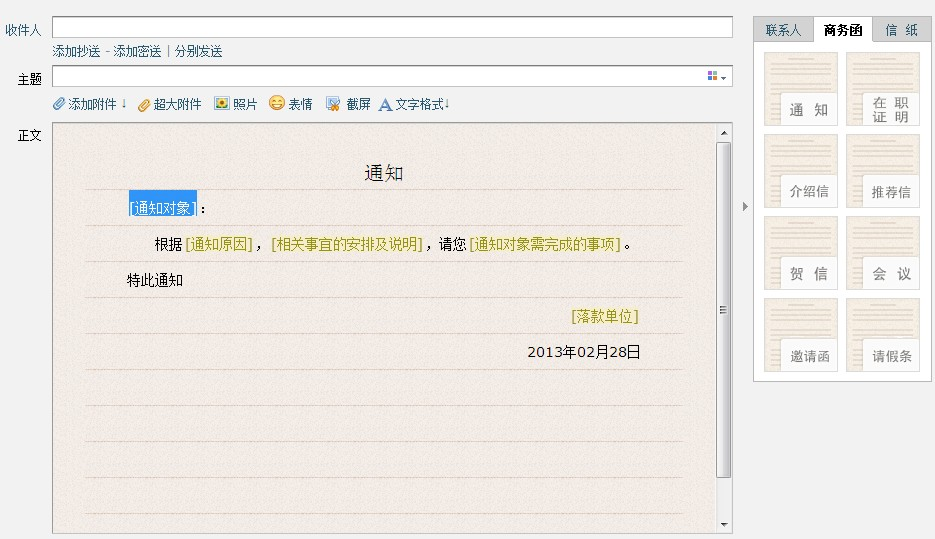 收件人
添加抄送 - 添加密送 | 分别发送
主题
添加附件↓ 超大附件 照片 表情 截屏 文字格式↓
正文
通知
[通知对象]：
根据[通知原因]，[相关事宜的安排及说明]，请您[通知对象需完成的事项]。
特此通知
[落款单位]
2013年02月28日
联系人 商务函 信 纸
通 知
在 职
证 明
介绍信
推荐信
贺 信
会 议
邀请函
请假条